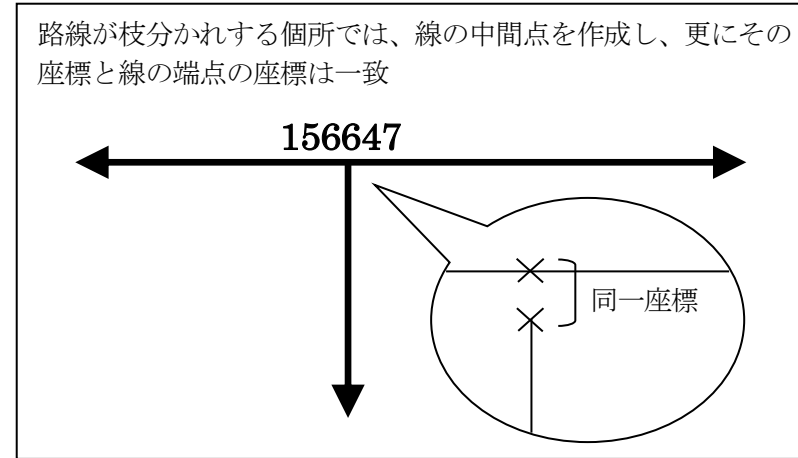 路線が枝分かれする個所では、線の中間点を作成し、更にその
座標と線の端点の座標は一致
156647
同一座標